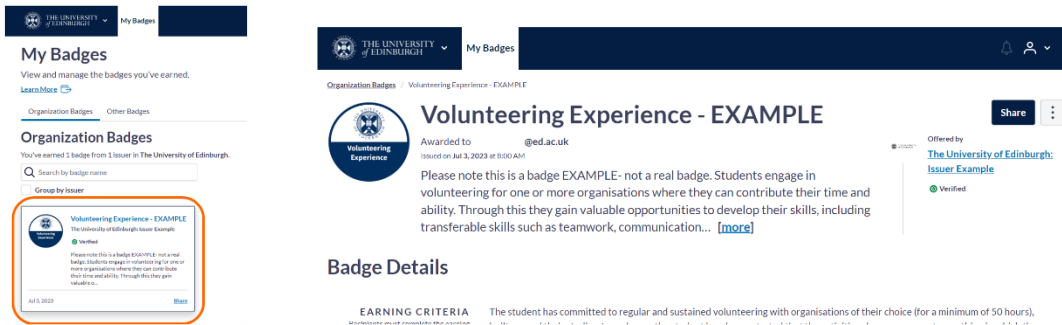 THE UNIVERSITY
of EDINBURGH
My Badges
My Badges
View and manage the badges you've earned.
Learn More
Organization Badges Other Badges
Organization Badges
You've earned 1 badge from 1 issuer in The University of Edinburgh.
Search by badge name
Group by issuer
Volunteering
Experience
Volunteering Experience - EXAMPLE
The University of Edinburgh: Issuer Example
Verified
Please note this is a badge EXAMPLE- not a real
badge. Students engage in volunteering for one or
more organisations where they can contribute
their time and ability. Through this they gain
valuable o...
Jul 3, 2023 Share
THE UNIVERSITY
of EDINBURGH
My Badges
Organization Badges / Volunteering Experience - EXAMPLE
Volunteering
Experience
Volunteering Experience - EXAMPLE
Awarded to @ed.ac.uk
Issued on Jul 3, 2023 at 8:00 AM
Please note this is a badge EXAMPLE- not a real badge. Students engage in
volunteering for one or more organisations where they can contribute their time and
ability. Through this they gain valuable opportunities to develop their skills, including
transferable skills such as teamwork, communication... [more]
Share
Offered by
The University of Edinburgh:
Issuer Example
Verified
Badge Details
EARNING CRITERIA The student has committed to regular and sustained volunteering with organisations of their choice (for a minimum of 50 hours),